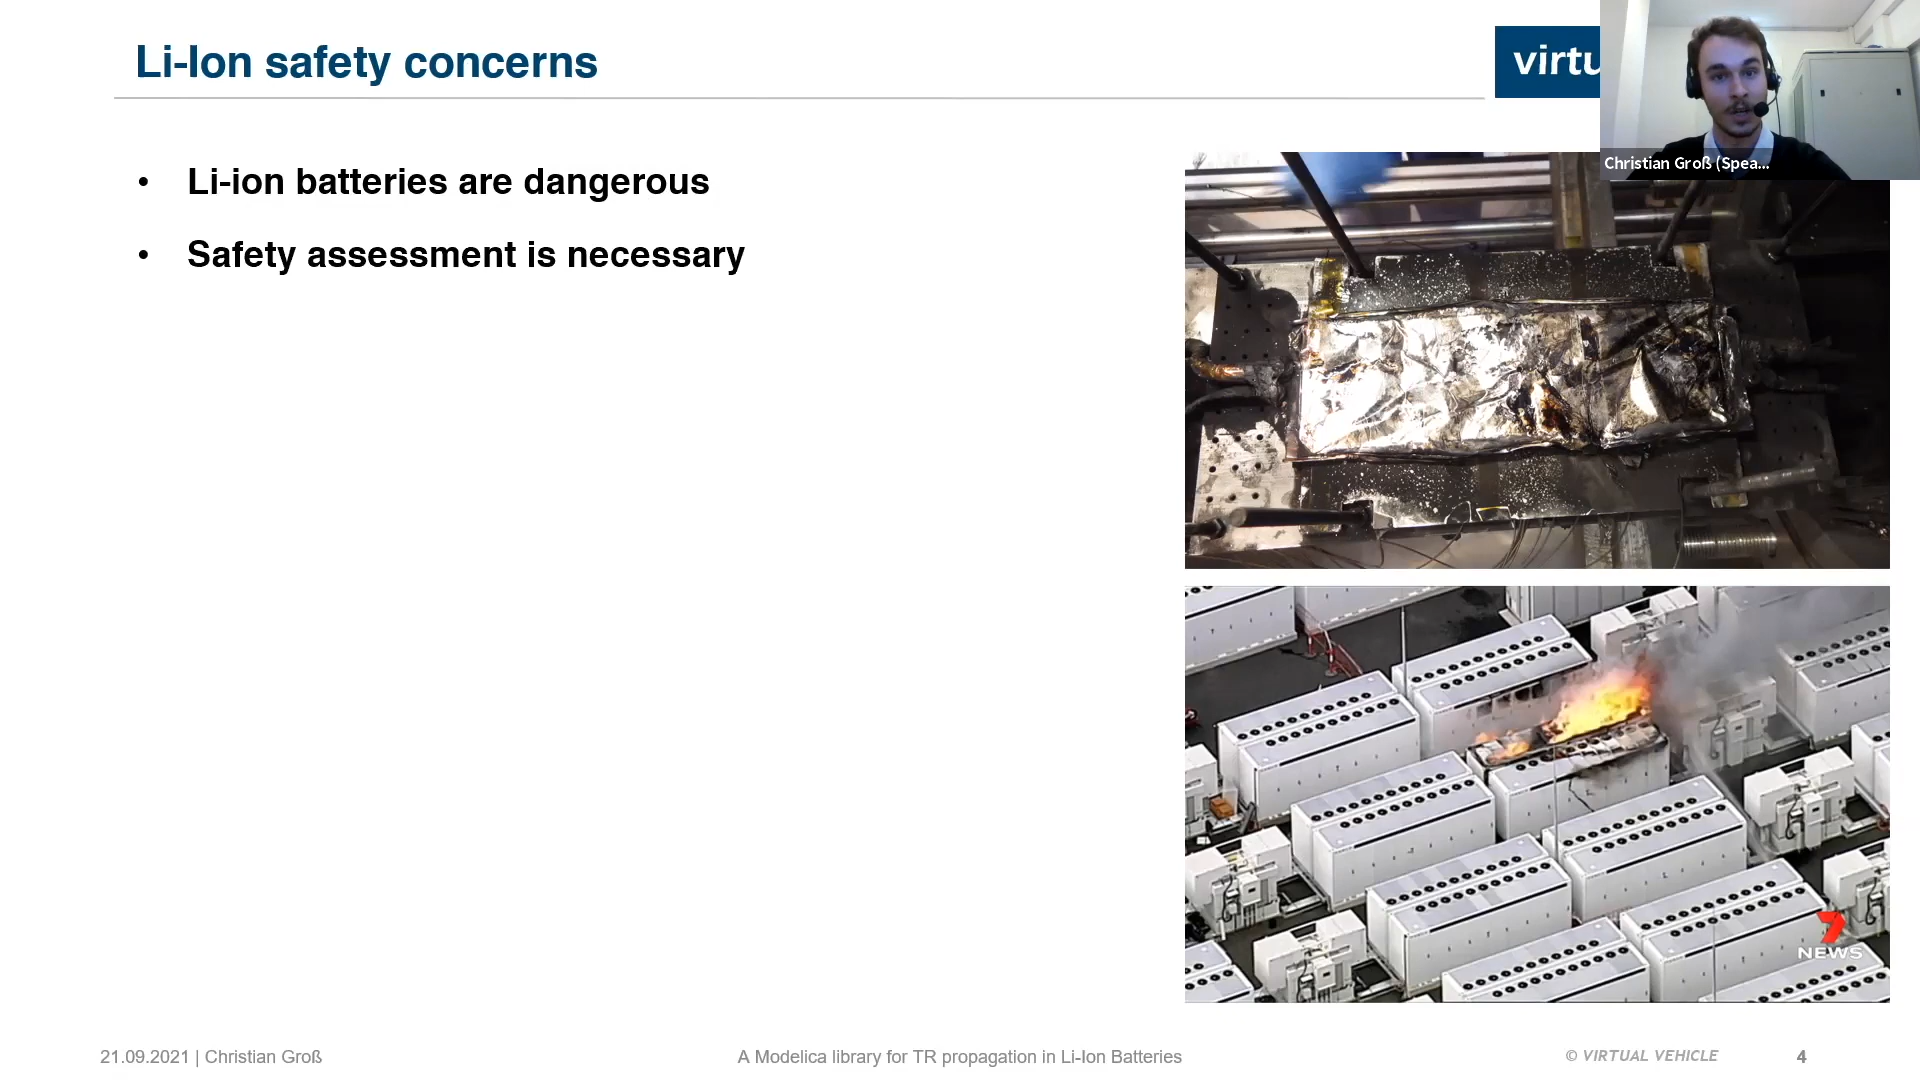 Li-Ion safety concerns
virtu
Christian Groß (Spea...
• Li-ion batteries are dangerous
• Safety assessment is necessary
7
NEWS
21.09.2021 | Christian Groß
A Modelica library for TR propagation in Li-Ion Batteries
© VIRTUAL VEHICLE
4